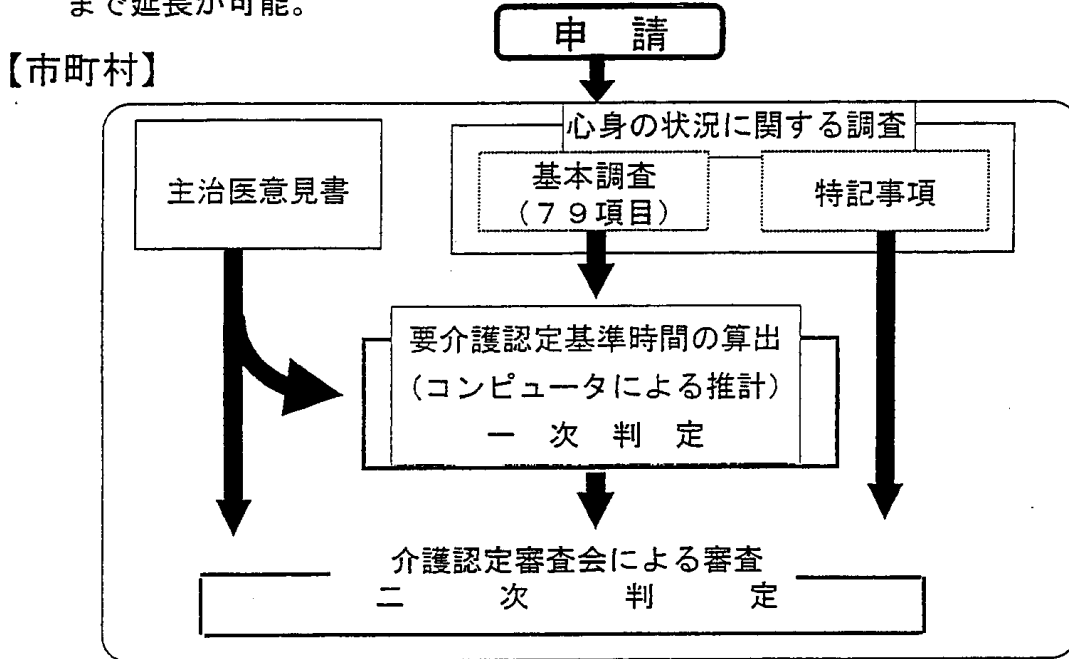 まで延長が可能。
申 請
【市町村】
心身の状況に関する調査
主治医意見書
基本調査
(79項目)
特記事項
要介護認定基準時間の算出
(コンピュータによる推計)
一 次 判 定
介護認定審査会による審査
二 次 判 定